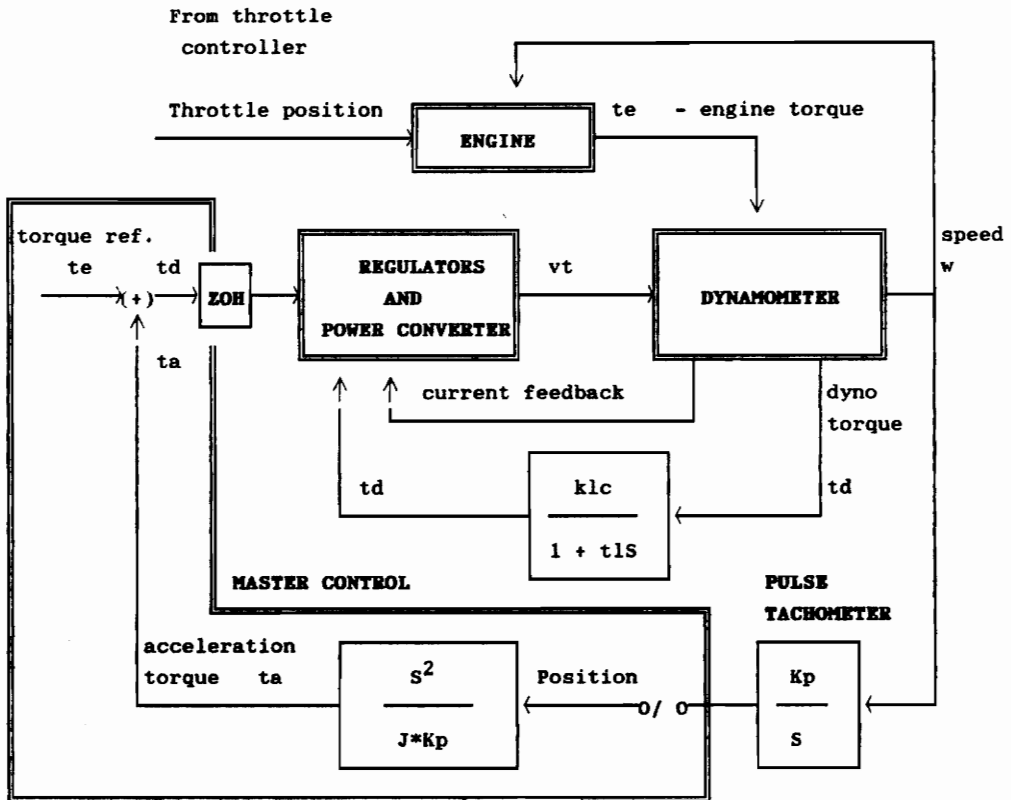 From throttle
controller
Throttle position
ENGINE
te - engine torque
torque ref.
te
td
(+)
ZOH
ta
REGULATORS
AND
POWER CONVERTER
vt
DYNAMOMETER
speed
w
current feedback
dyno
torque
td
td
klc
1 + tlS
MASTER CONTROL
PULSE
TACHOMETER
acceleration
torque ta
S²
J*Kp
Position
O/ O
Kp
S